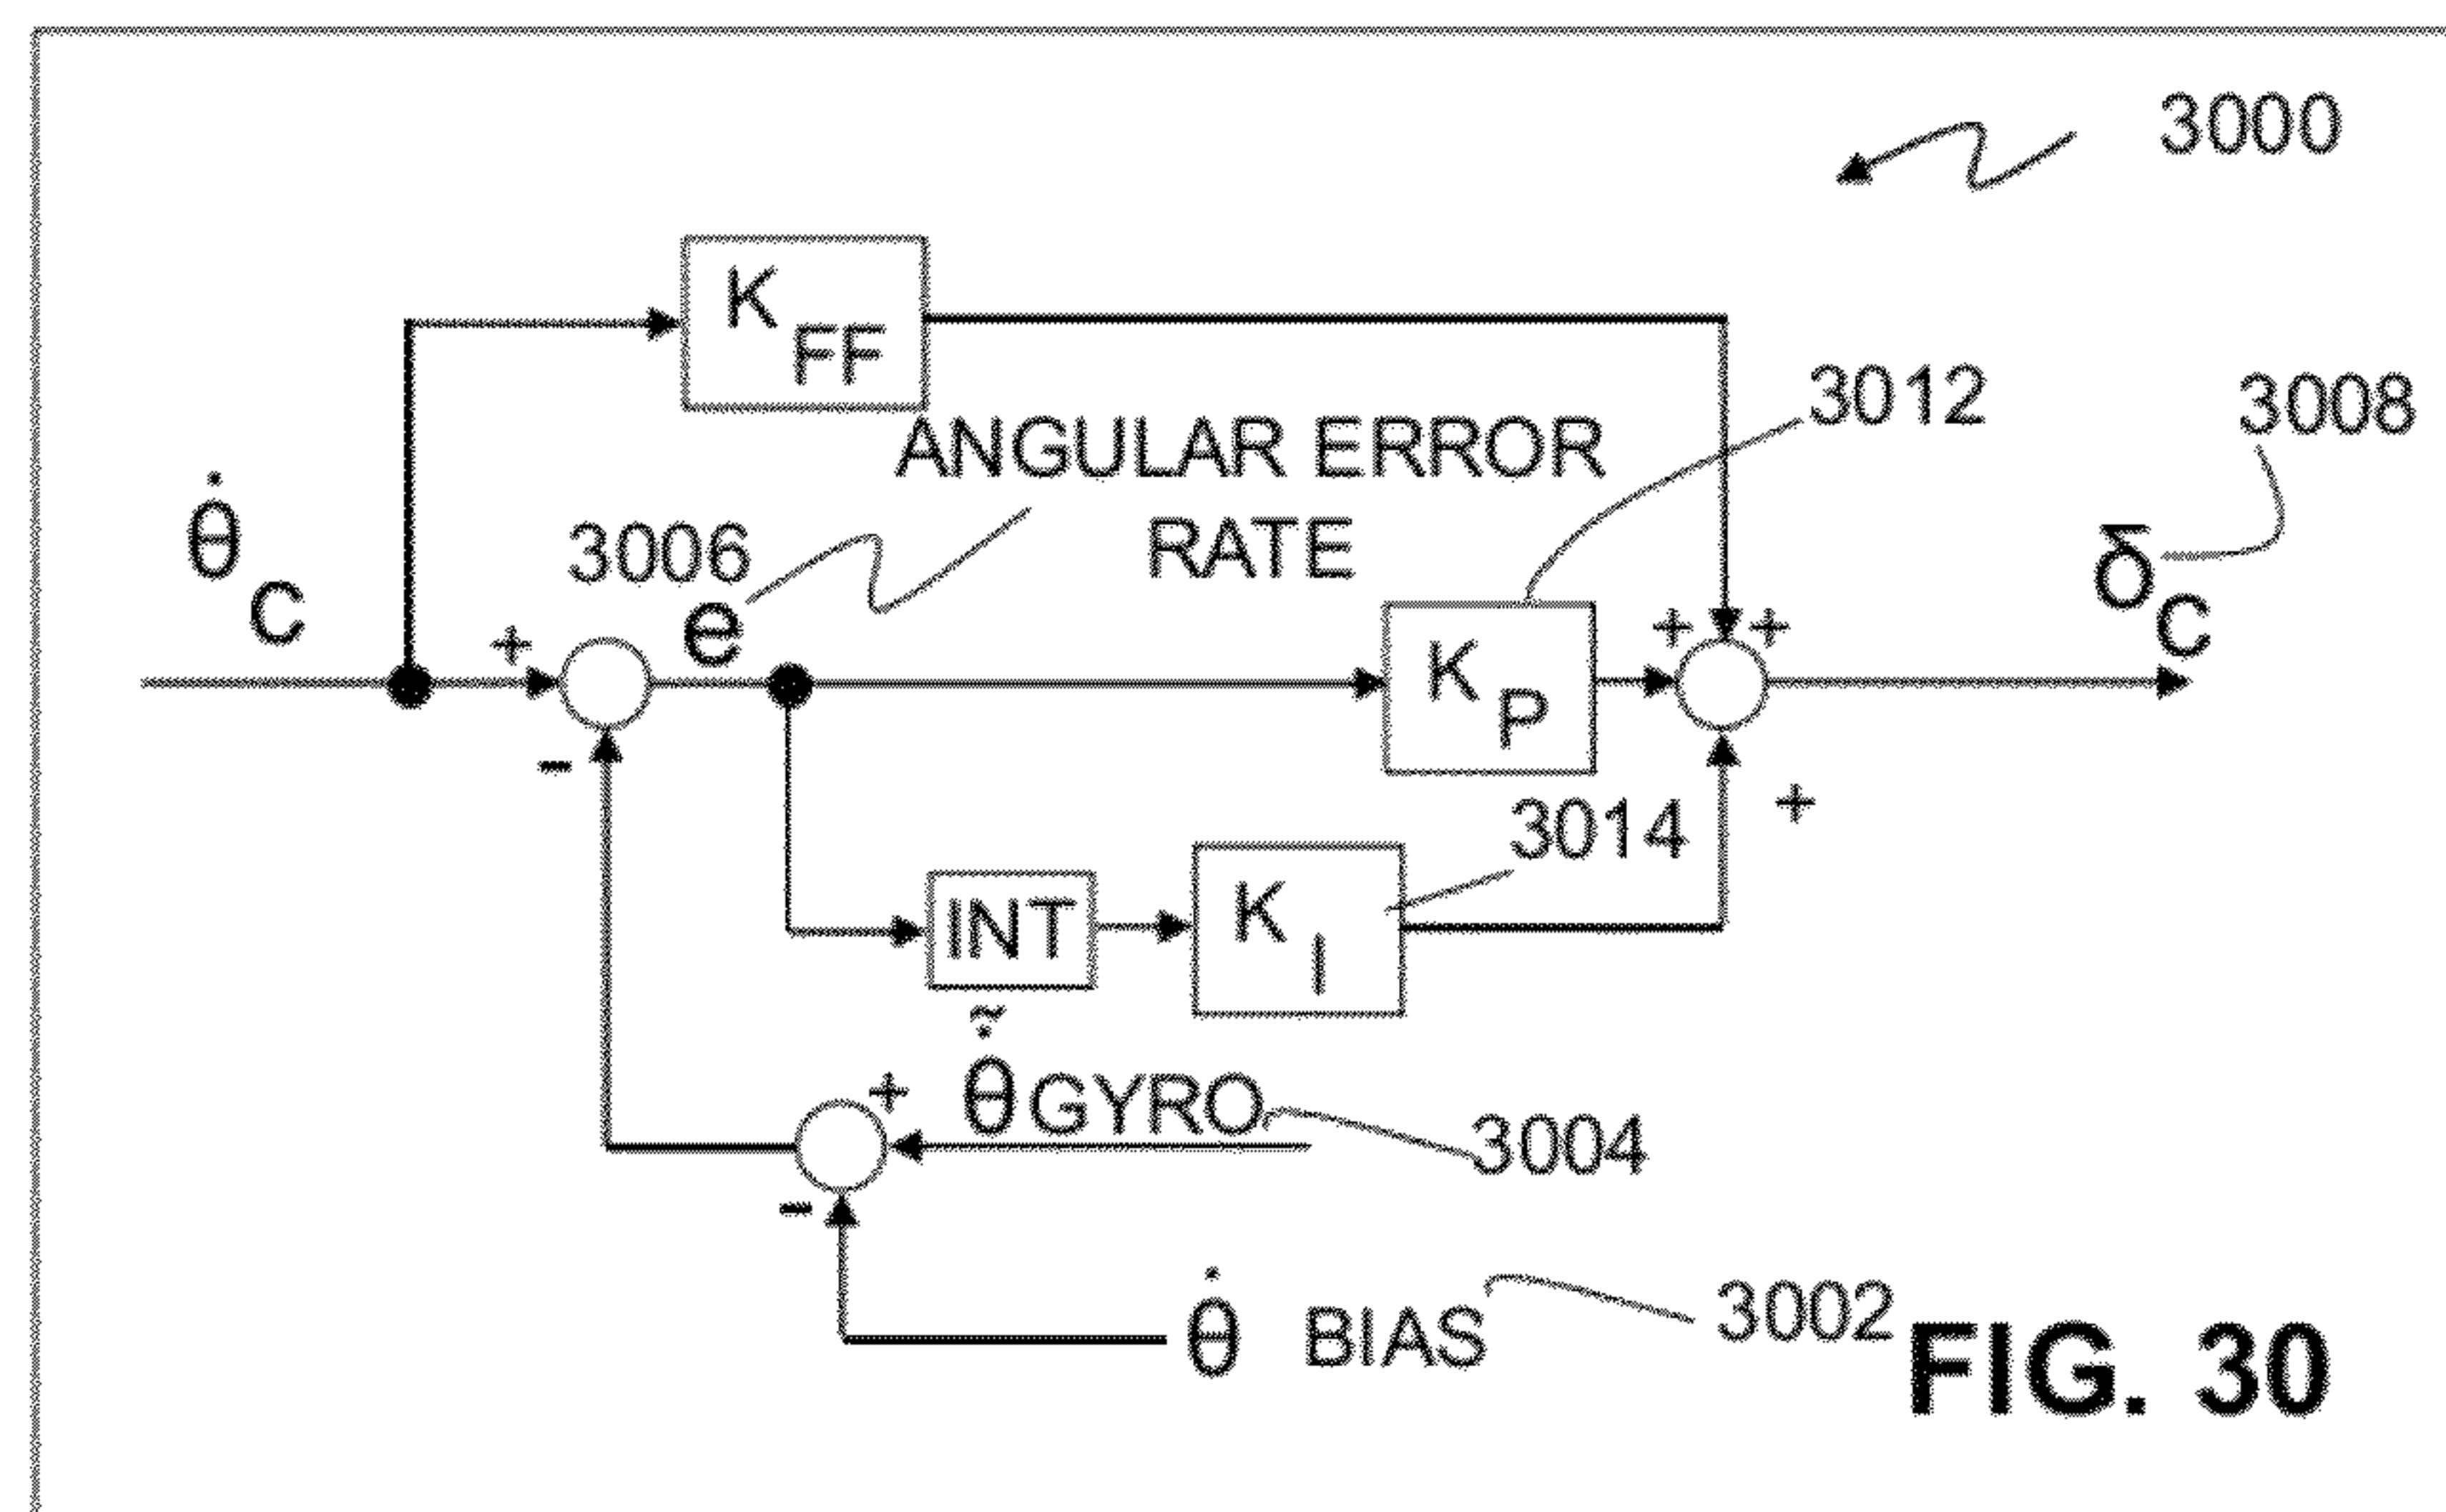 3000
K FF
3012
3008
ANGULAR ERROR
RATE
θ̇ C
3006
e
δ̄ C
+
+ +
K P
-
3014
+
INT
K I
+
θ̃̇ GYRO
3004
-
θ̇ BIAS
3002
FIG. 30